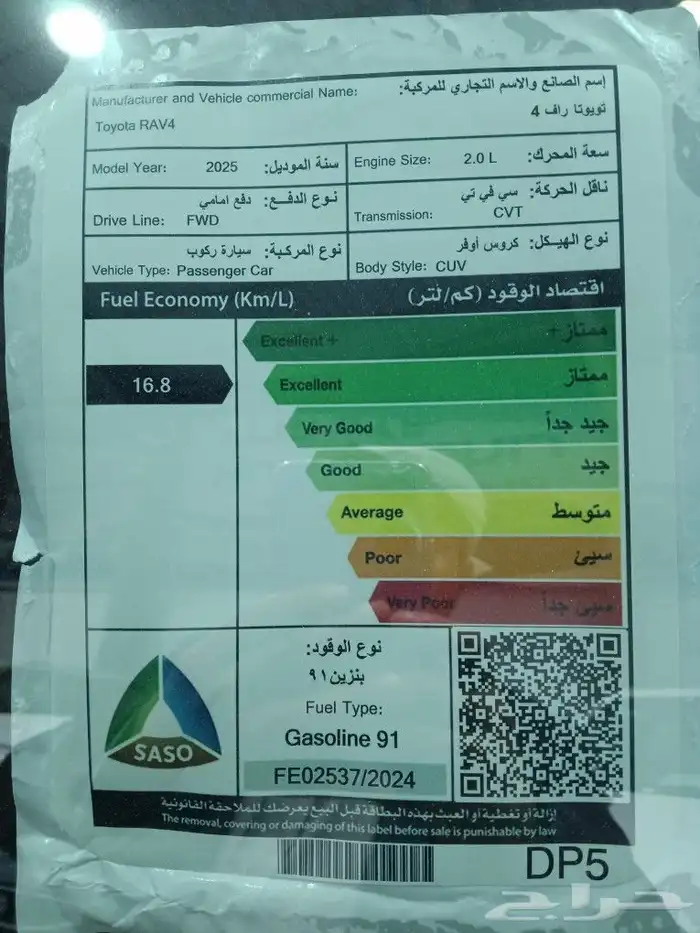 إسم الصانع والاسم التجاري للمركبة:
Manufacturer and Vehicle commercial Name:
تويوتا راف 4
Toyota RAV4
Model Year: 2025 سنة الموديل:
Engine Size: 2.0 L سعة المحرك:
نوع الدفـــع: دفع امامي
Drive Line: FWD
ناقل الحركة: سي في تي
Transmission: CVT
نوع المركبة: سيارة ركوب
Vehicle Type: Passenger Car
نوع الهيـكل: كروس أوفر
Body Style: CUV
Fuel Economy (Km/L) اقتصاد الوقود (كم/لتر)
Excellent + ممتاز+
16.8
Excellent ممتاز
Very Good جيد جداً
Good جيد
Average متوسط
Poor سيئ
Very Poor سيئ جداً
نوع الوقود:
بنزين ٩١
Fuel Type:
Gasoline 91
FE02537/2024
SASO
إزالة أو تغطية أو العبث بهذه البطاقة قبل البيع يعرضك للملاحقة القانونية
The removal, covering or damaging of this label before sale is punishable by law
DP5
حراج